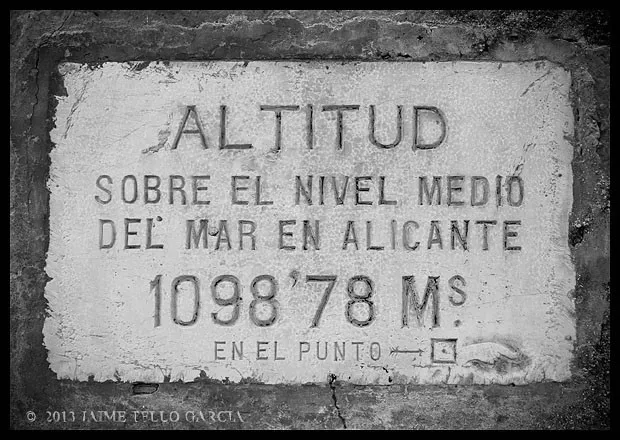 ALTITUD
SOBRE EL NIVEL MEDIO
DEL MAR EN ALICANTE
1098'78 Ms.
EN EL PUNTO
© 2013 JAIME TELLO GARCIA